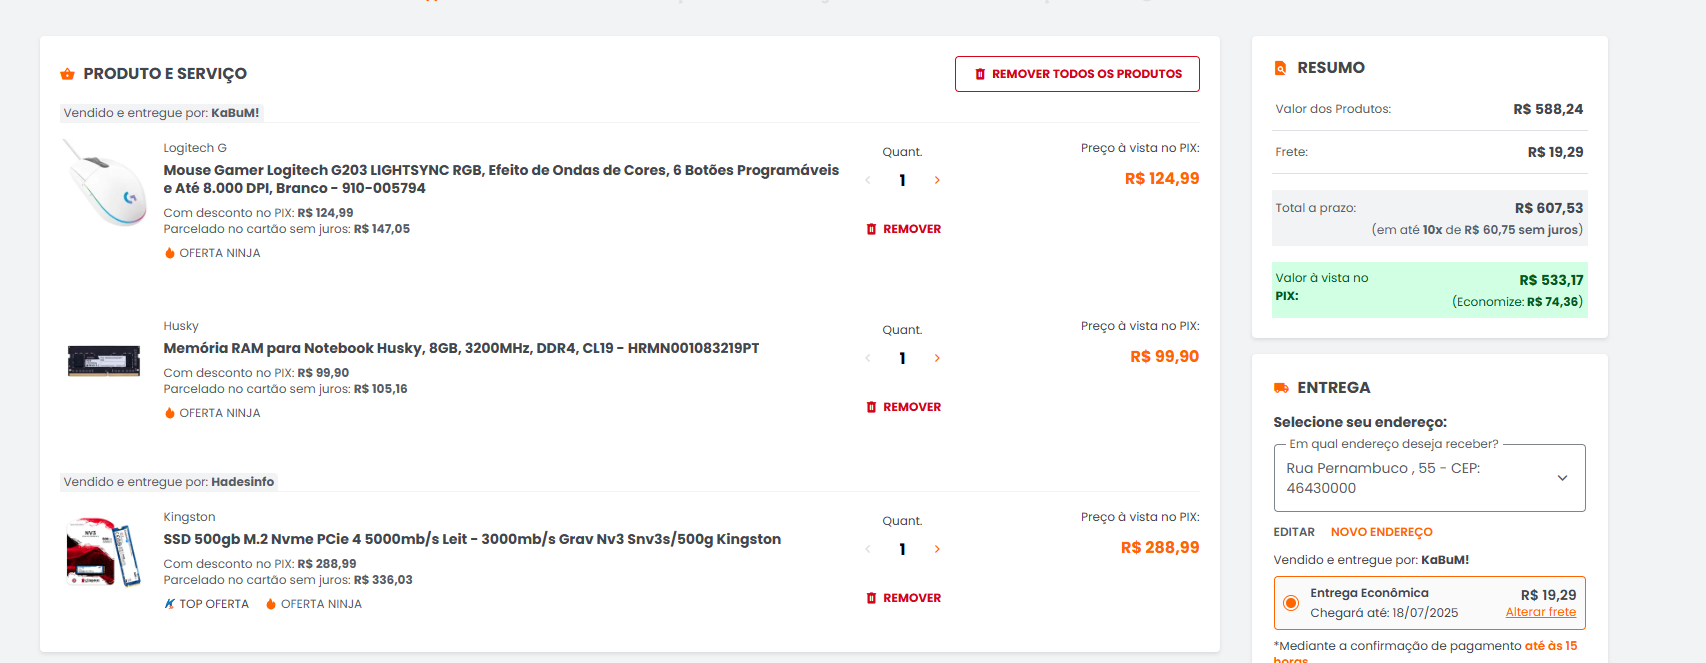 PRODUTO E SERVIÇO
REMOVER TODOS OS PRODUTOS
Vendido e entregue por: KaBuM!
Logitech G
Mouse Gamer Logitech G203 LIGHTSYNC RGB, Efeito de Ondas de Cores, 6 Botões Programáveis
e Até 8.000 DPI, Branco - 910-005794
Com desconto no PIX: R$ 124,99
Parcelado no cartão sem juros: R$ 147,05
OFERTA NINJA
Quant.
1
REMOVER
Preço à vista no PIX:
R$ 124,99
Husky
Memória RAM para Notebook Husky, 8GB, 3200MHz, DDR4, CL19 - HRMN001083219PT
Com desconto no PIX: R$ 99,90
Parcelado no cartão sem juros: R$ 105,16
OFERTA NINJA
Quant.
1
REMOVER
Preço à vista no PIX:
R$ 99,90
Vendido e entregue por: Hadesinfo
Kingston
SSD 500gb M.2 Nvme PCie 4 5000mb/s Leit - 3000mb/s Grav Nv3 Snv3s/500g Kingston
Com desconto no PIX: R$ 288,99
Parcelado no cartão sem juros: R$ 336,03
TOP OFERTA OFERTA NINJA
Quant.
1
REMOVER
Preço à vista no PIX:
R$ 288,99
RESUMO
Valor dos Produtos: R$ 588,24
Frete: R$ 19,29
Total a prazo: R$ 607,53
(em até 10x de R$ 60,75 sem juros)
Valor à vista no R$ 533,17
PIX: (Economize: R$ 74,36)
ENTREGA
Selecione seu endereço:
Em qual endereço deseja receber?
Rua Pernambuco , 55 - CEP:
46430000
EDITAR NOVO ENDEREÇO
Vendido e entregue por: KaBuM!
Entrega Econômica R$ 19,29
Chegará até: 18/07/2025 Alterar frete
*Mediante a confirmação de pagamento até às 15
horas